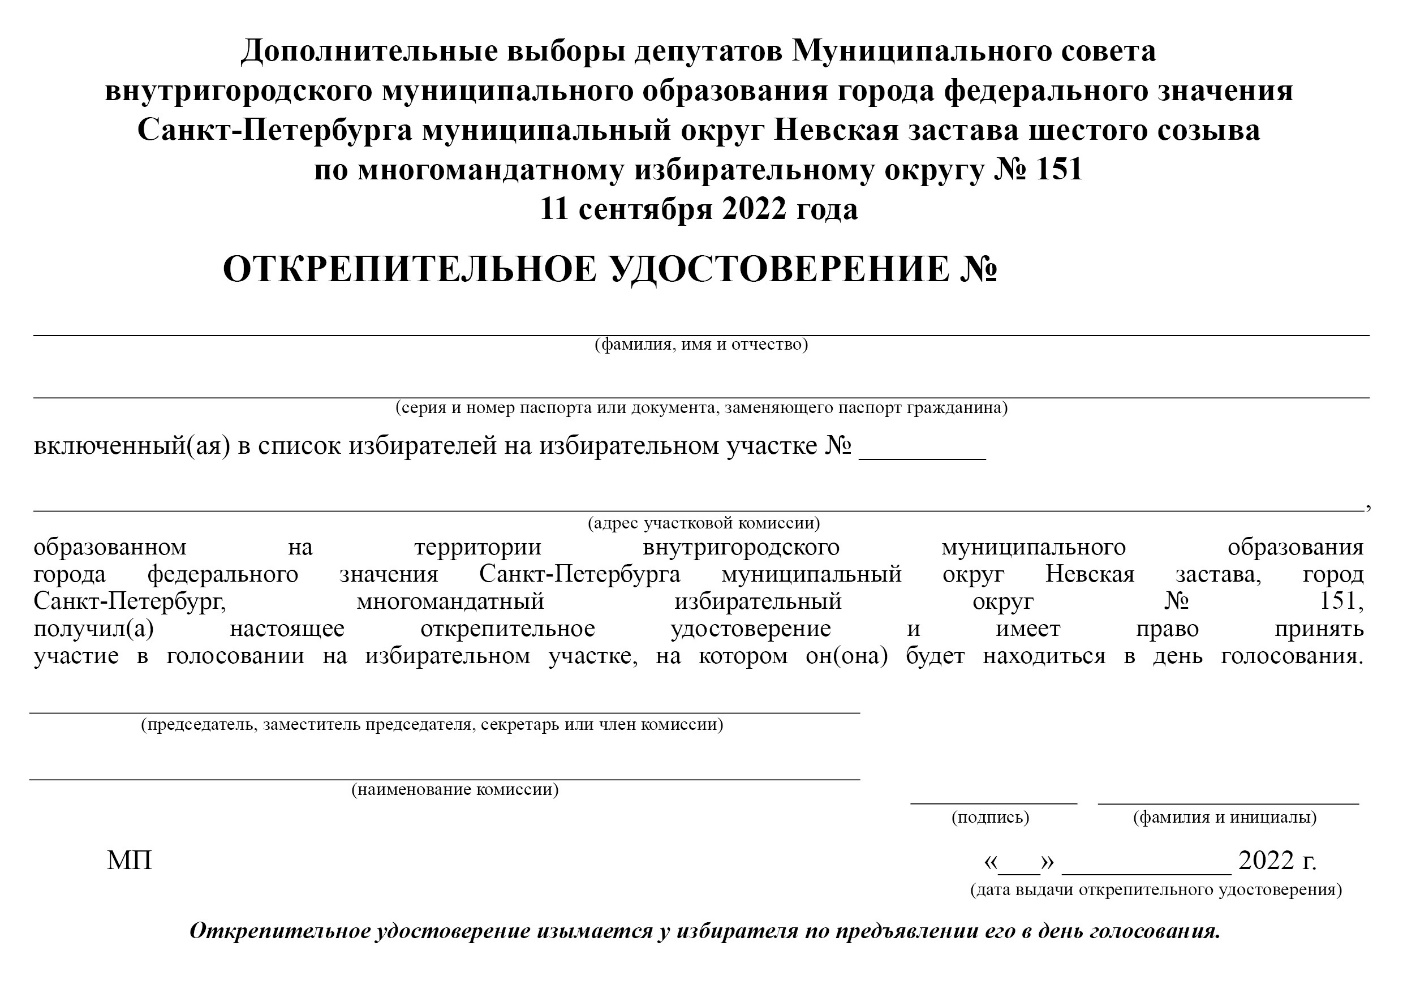 Дополнительные выборы депутатов Муниципального совета
внутригородского муниципального образования города федерального значения
Санкт-Петербурга муниципальный округ Невская застава шестого созыва
по многомандатному избирательному округу № 151
11 сентября 2022 года
ОТКРЕПИТЕЛЬНОЕ УДОСТОВЕРЕНИЕ №
(фамилия, имя и отчество)
(серия и номер паспорта или документа, заменяющего паспорт гражданина)
включенный(ая) в список избирателей на избирательном участке № _________
,
(адрес участковой комиссии)
образованном на территории внутригородского муниципального образования
города федерального значения Санкт-Петербурга муниципальный округ Невская застава, город
Санкт-Петербург, многомандатный избирательный округ № 151,
получил(а) настоящее открепительное удостоверение и имеет право принять
участие в голосовании на избирательном участке, на котором он(она) будет находиться в день голосования.
(председатель, заместитель председателя, секретарь или член комиссии)
(наименование комиссии)
(подпись) (фамилия и инициалы)
МП «___» ____________ 2022 г.
(дата выдачи открепительного удостоверения)
Открепительное удостоверение изымается у избирателя по предъявлении его в день голосования.